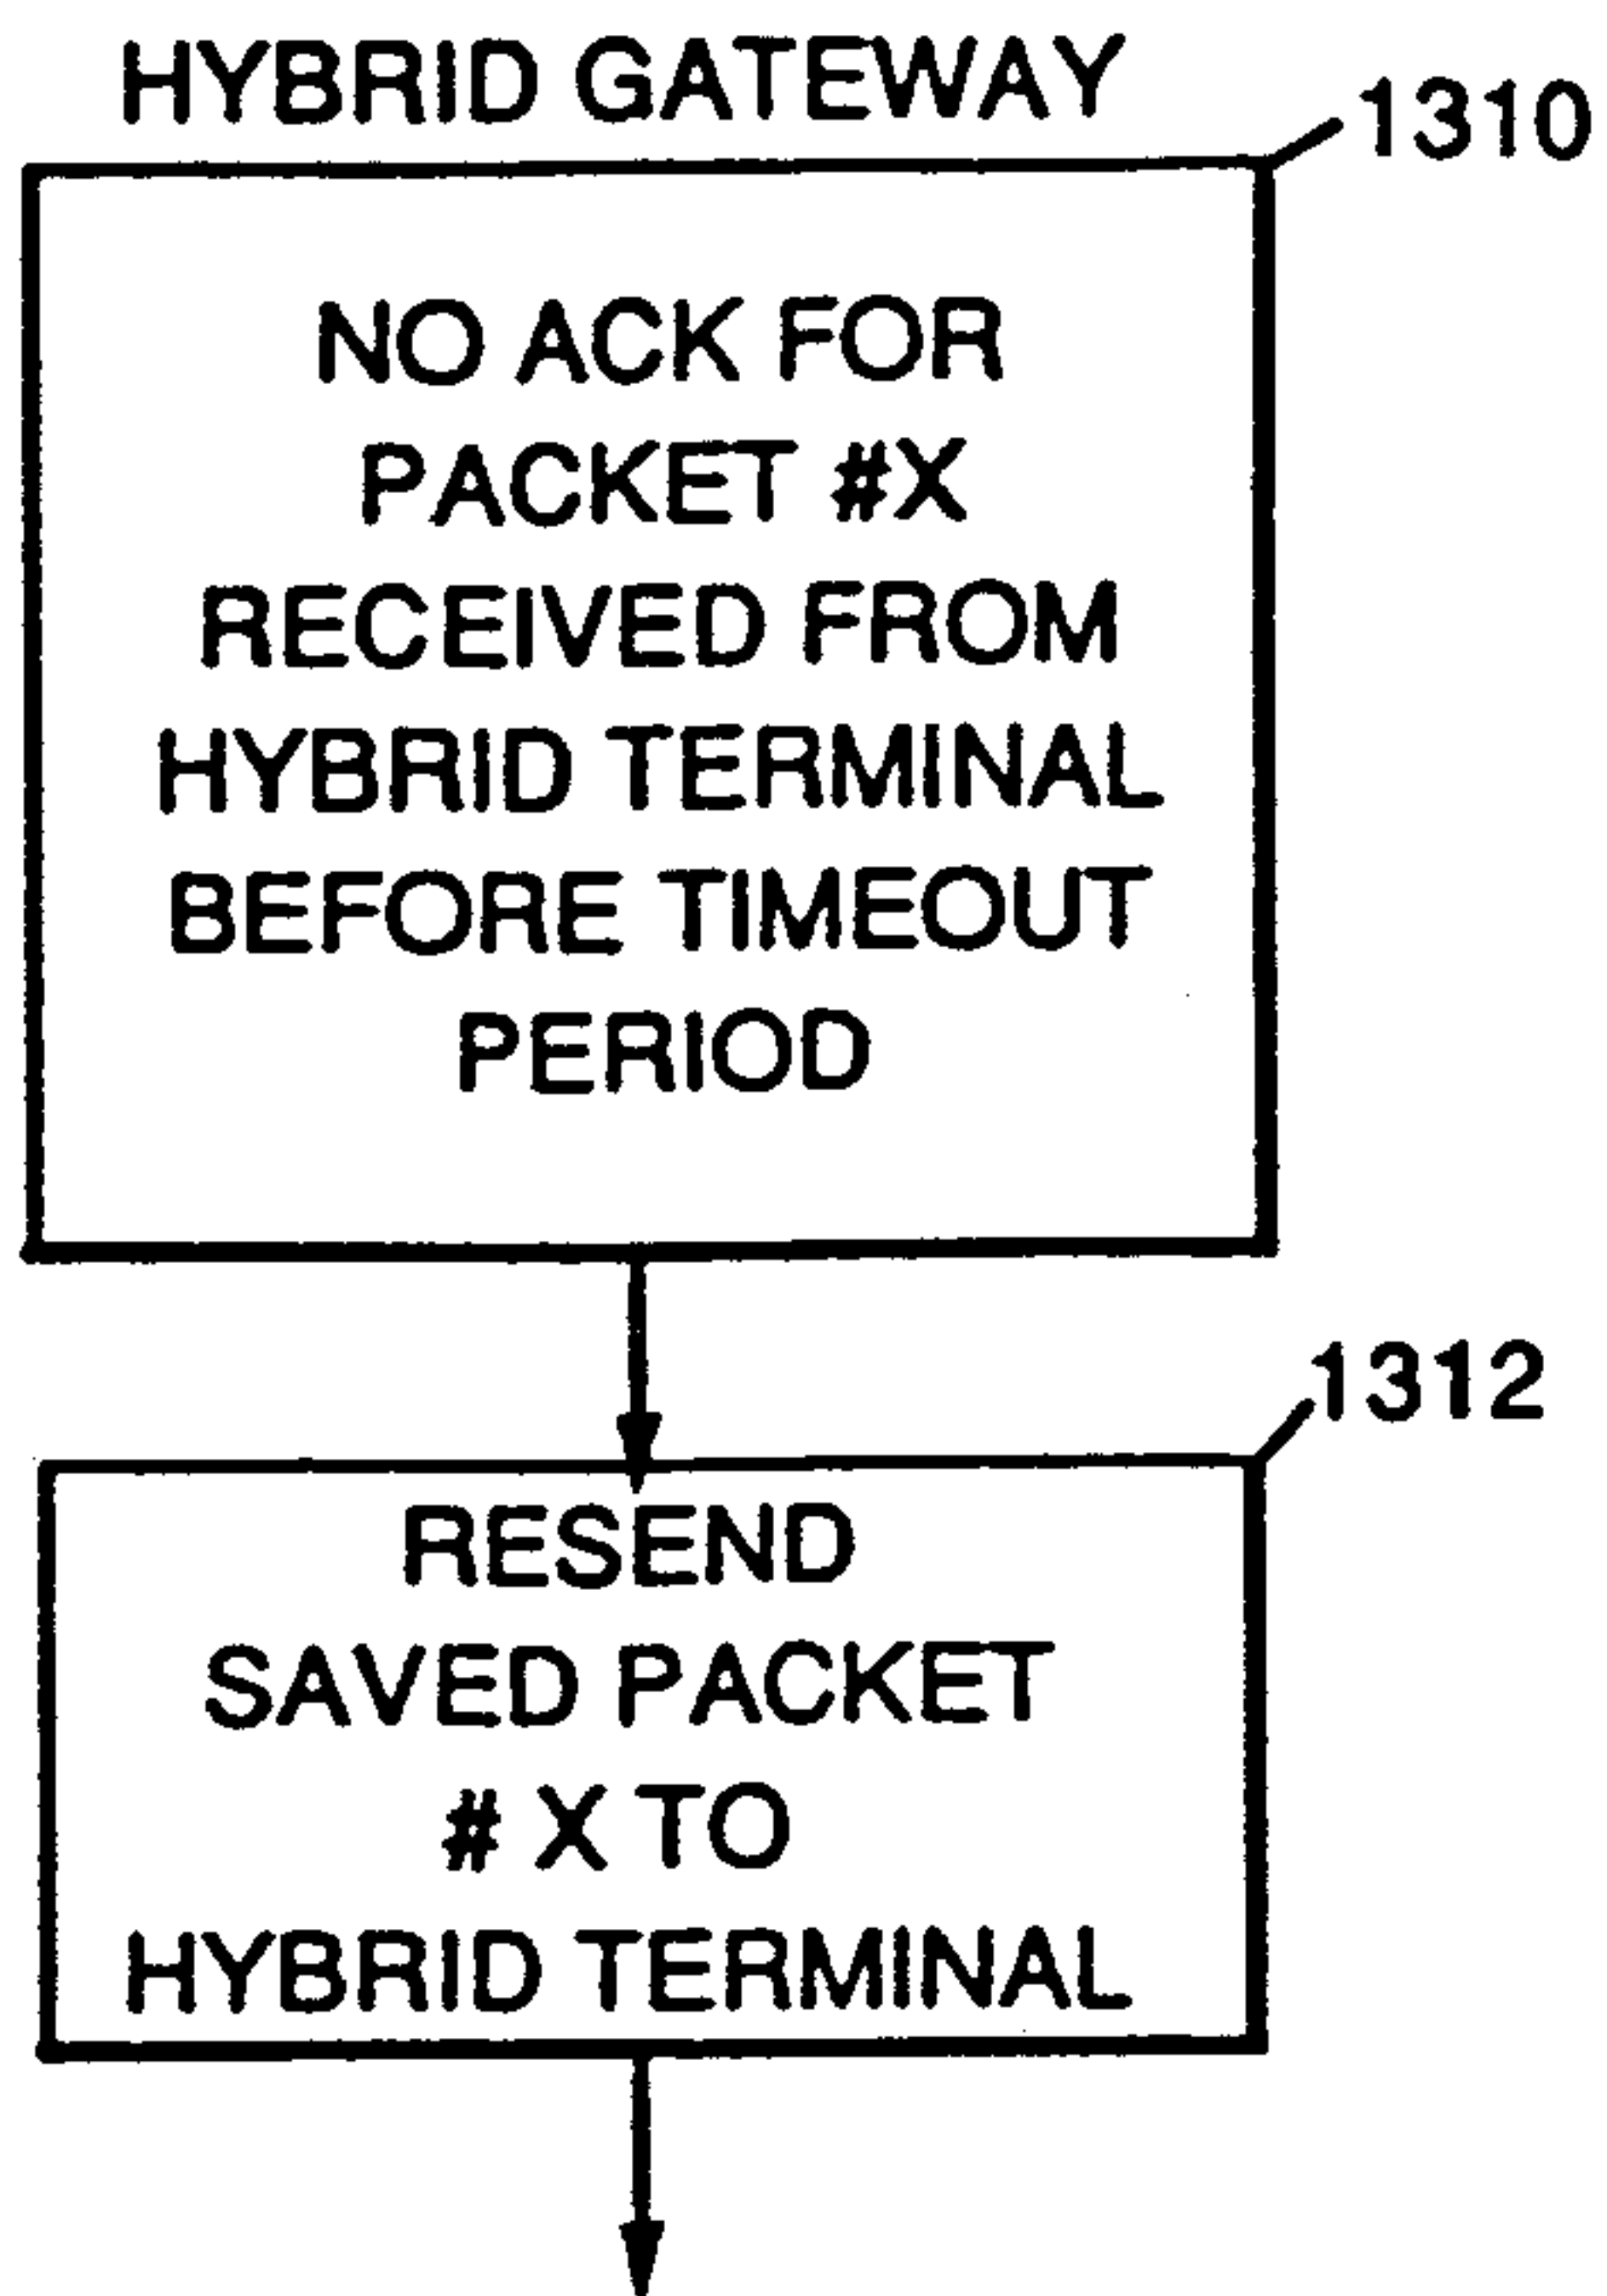 HYBRID GATEWAY
1310
NO ACK FOR
PACKET #X
RECEIVED FROM
HYBRID TERMINAL
BEFORE TIMEOUT
PERIOD
1312
RESEND
SAVED PACKET
# X TO
HYBRID TERMINAL